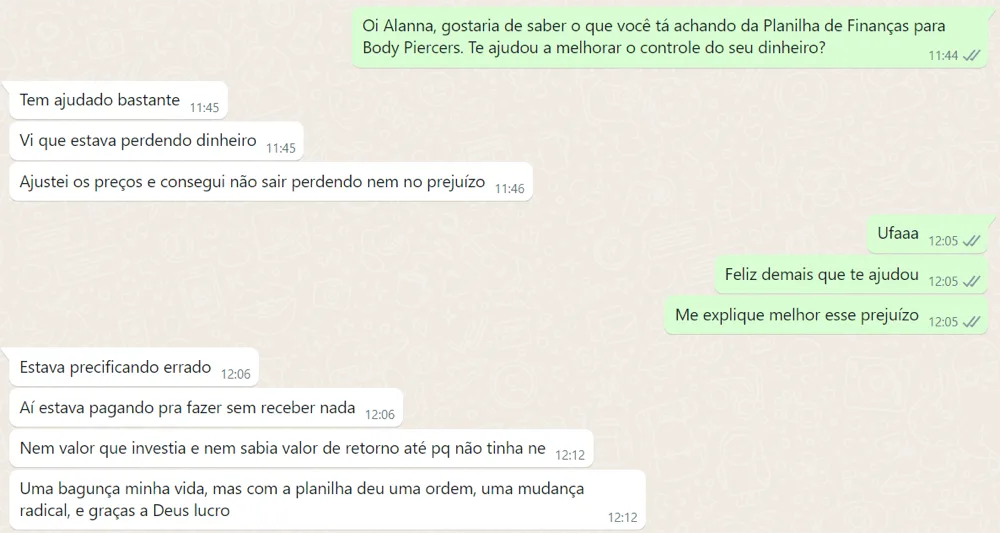 Oi Alanna, gostaria de saber o que você tá achando da Planilha de Finanças para
Body Piercers. Te ajudou a melhorar o controle do seu dinheiro?
11:44
Tem ajudado bastante 11:45
Vi que estava perdendo dinheiro 11:45
Ajustei os preços e consegui não sair perdendo nem no prejuízo 11:46
Ufaaa 12:05
Feliz demais que te ajudou 12:05
Me explique melhor esse prejuízo 12:05
Estava precificando errado 12:06
Aí estava pagando pra fazer sem receber nada 12:06
Nem valor que investia e nem sabia valor de retorno até pq não tinha ne 12:12
Uma bagunça minha vida, mas com a planilha deu uma ordem, uma mudança
radical, e graças a Deus lucro
12:12